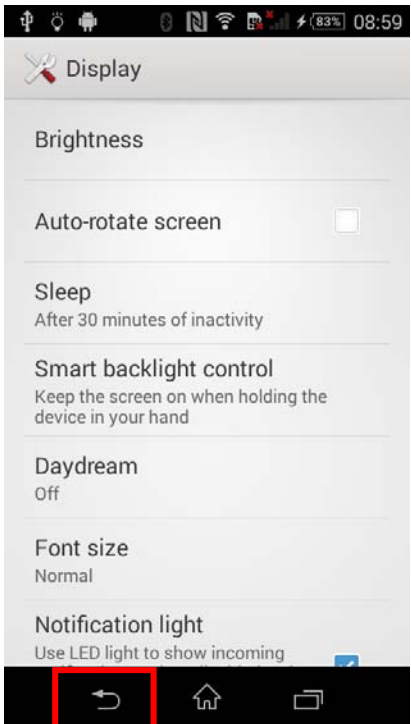 83% 08:59
Display
Brightness
Auto-rotate screen
Sleep
After 30 minutes of inactivity
Smart backlight control
Keep the screen on when holding the
device in your hand
Daydream
Off
Font size
Normal
Notification light
Use LED light to show incoming